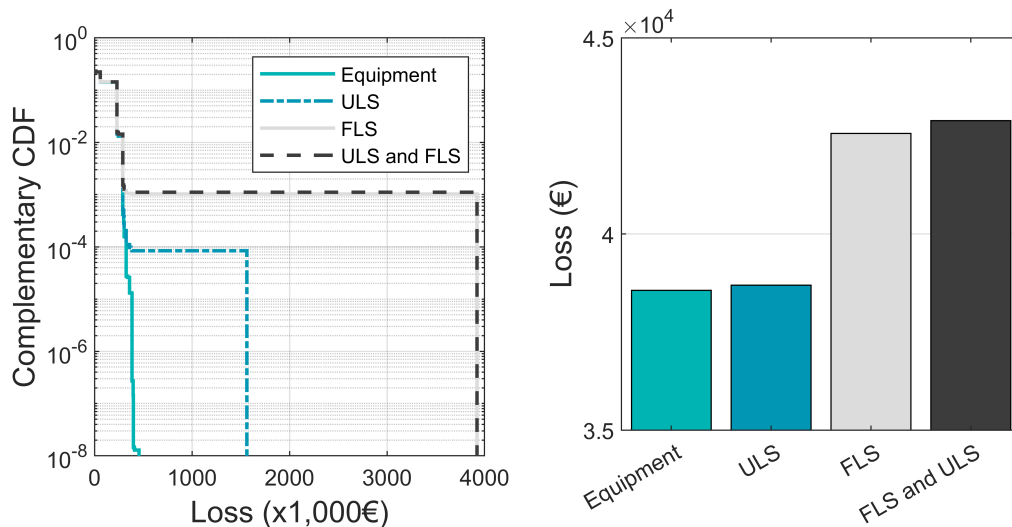 10^0
10^-2
10^-4
10^-6
10^-8
Complementary CDF
Equipment
ULS
FLS
ULS and FLS
0 1000 2000 3000 4000
Loss (x1,000€)
×10^4
4.5
4
3.5
Loss (€)
Equipment
ULS
FLS
FLS and ULS